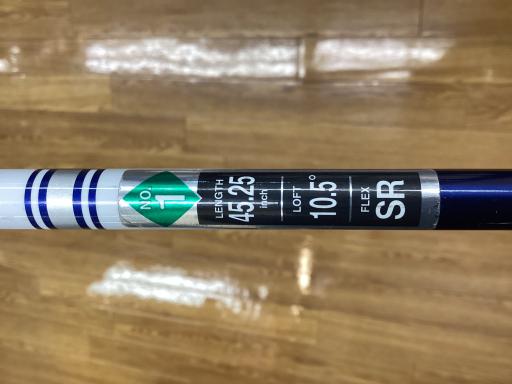 NO.
1
LENGTH
45.25
inch
LOFT
10.5°
FLEX
SR